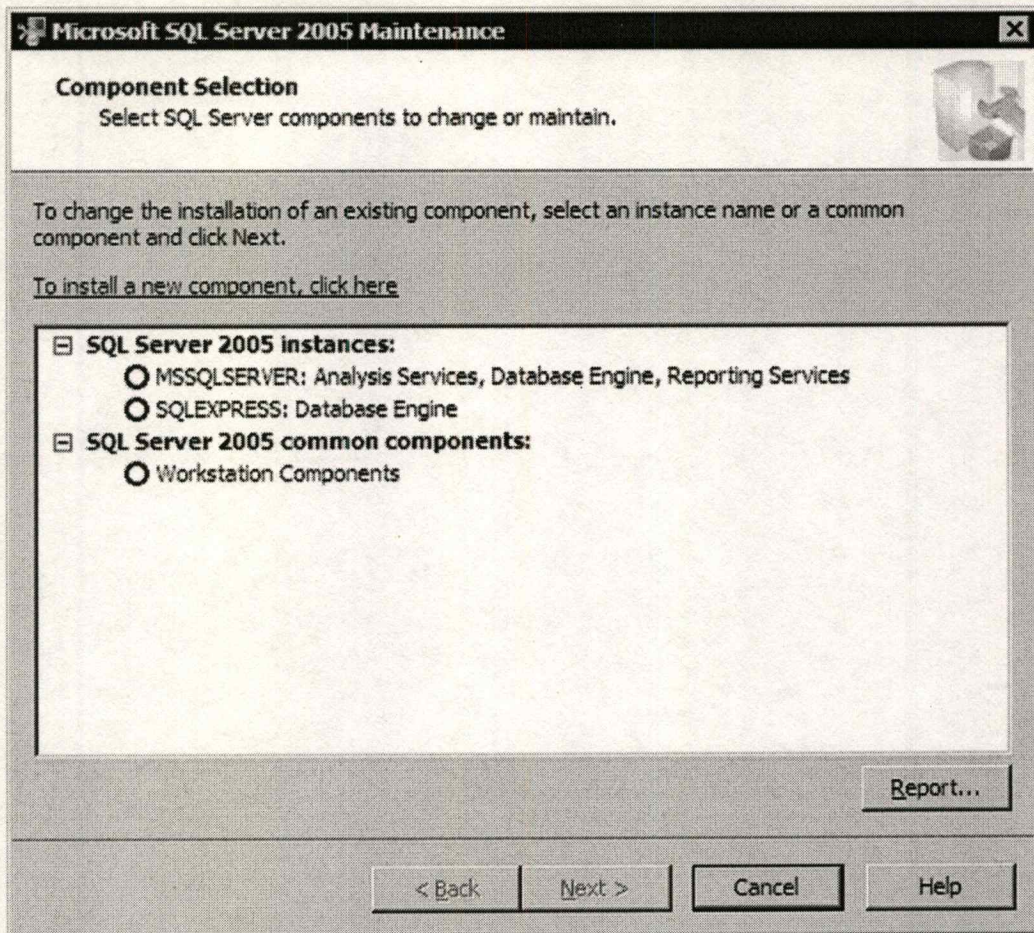 Microsoft SQL Server 2005 Maintenance
Component Selection
Select SQL Server components to change or maintain.
To change the installation of an existing component, select an instance name or a common
component and click Next.
To install a new component, click here
SQL Server 2005 instances:
MSSQLSERVER: Analysis Services, Database Engine, Reporting Services
SQLEXPRESS: Database Engine
SQL Server 2005 common components:
Workstation Components
Report...
< Back
Next >
Cancel
Help